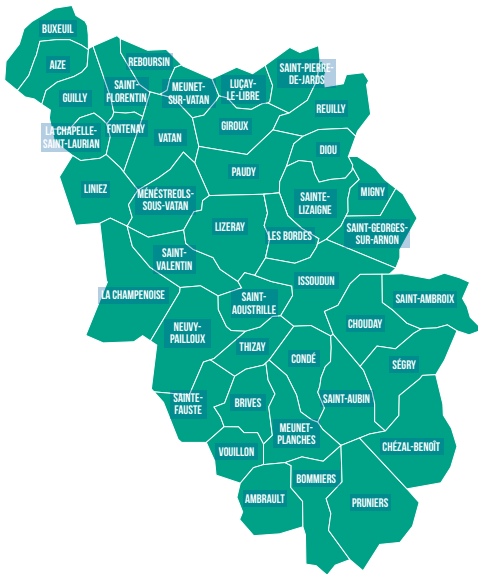 BUXEUIL
AIZE
REBOURSIN
SAINT-PIERRE-
DE-JARDS
GUILLY
SAINT-
FLORENTIN
MEUNET-
SUR-VATAN
LUÇAY-
LE-LIBRE
REUILLY
LA CHAPELLE-
SAINT-LAURIAN
FONTENAY
VATAN
GIROUX
DIOU
PAUDY
LINIEZ
MÉNÉSTREOLS-
SOUS-VATAN
SAINTE-
LIZAIGNE
MIGNY
LIZERAY
LES BORDES
SAINT-GEORGES-
SUR-ARNON
SAINT-
VALENTIN
ISSOUDUN
LA CHAMPENOISE
SAINT-
AOUSTRILLE
SAINT-AMBROIX
NEUVY-
PAILLOUX
CHOUDAY
THIZAY
CONDÉ
SÉGRY
SAINTE-
FAUSTE
BRIVES
SAINT-AUBIN
MEUNET-
PLANCHES
CHÉZAL-BENOÎT
VOUILLON
BOMMIERS
AMBRAULT
PRUNIERS